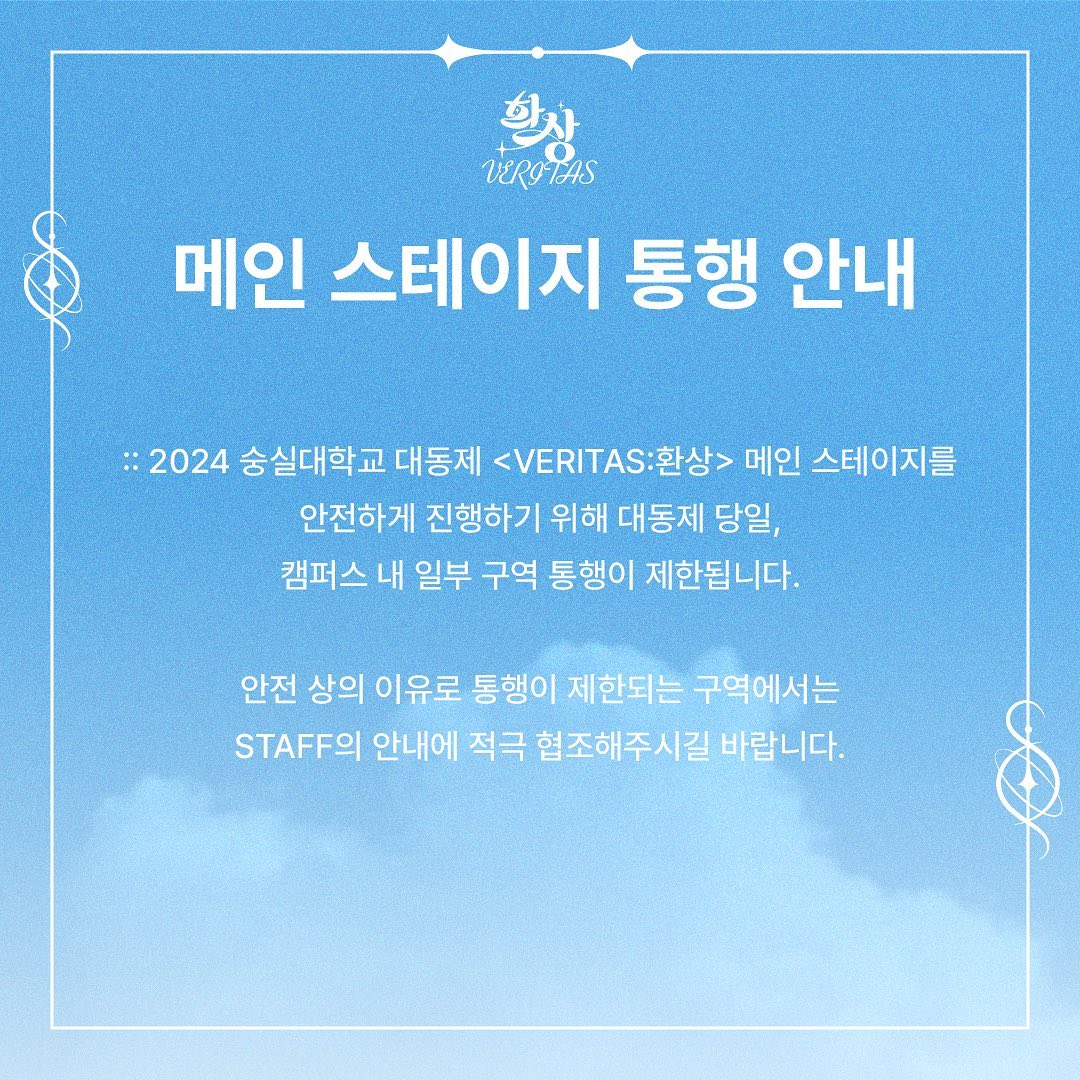 환상
VERITAS
메인 스테이지 통행 안내
:: 2024 숭실대학교 대동제 <VERITAS:환상> 메인 스테이지를
안전하게 진행하기 위해 대동제 당일,
캠퍼스 내 일부 구역 통행이 제한됩니다.
안전 상의 이유로 통행이 제한되는 구역에서는
STAFF의 안내에 적극 협조해주시길 바랍니다.